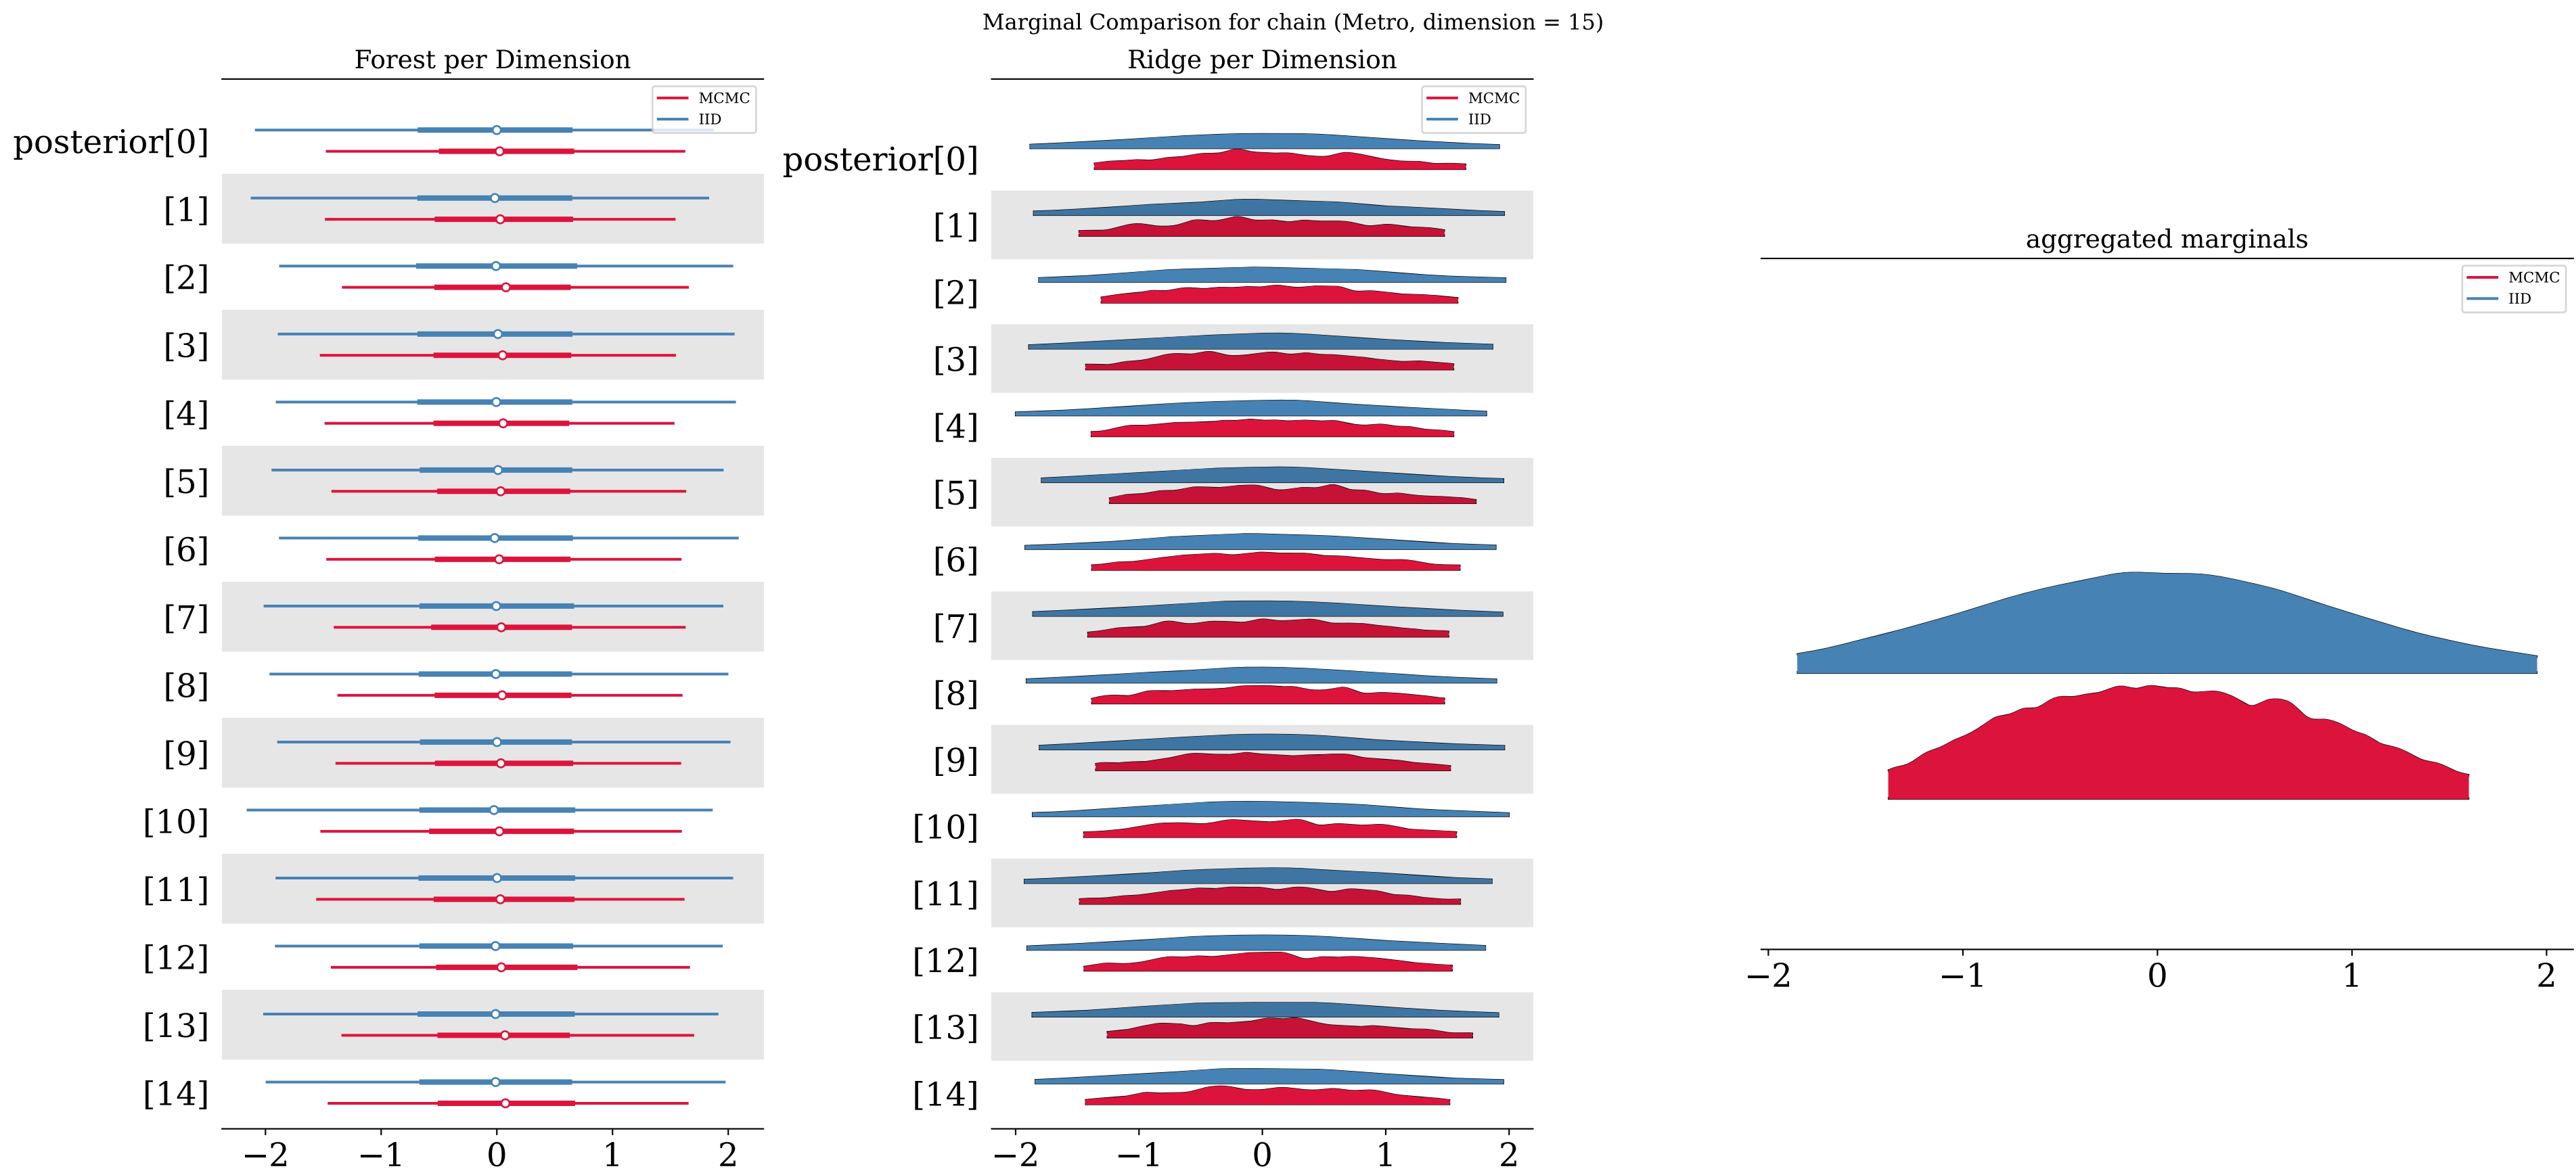 Marginal Comparison for chain (Metro, dimension = 15)
Forest per Dimension
MCMC
IID
posterior[0]
[1]
[2]
[3]
[4]
[5]
[6]
[7]
[8]
[9]
[10]
[11]
[12]
[13]
[14]
−2 −1 0 1 2
Ridge per Dimension
MCMC
IID
posterior[0]
[1]
[2]
[3]
[4]
[5]
[6]
[7]
[8]
[9]
[10]
[11]
[12]
[13]
[14]
−2 −1 0 1 2
aggregated marginals
MCMC
IID
−2 −1 0 1 2